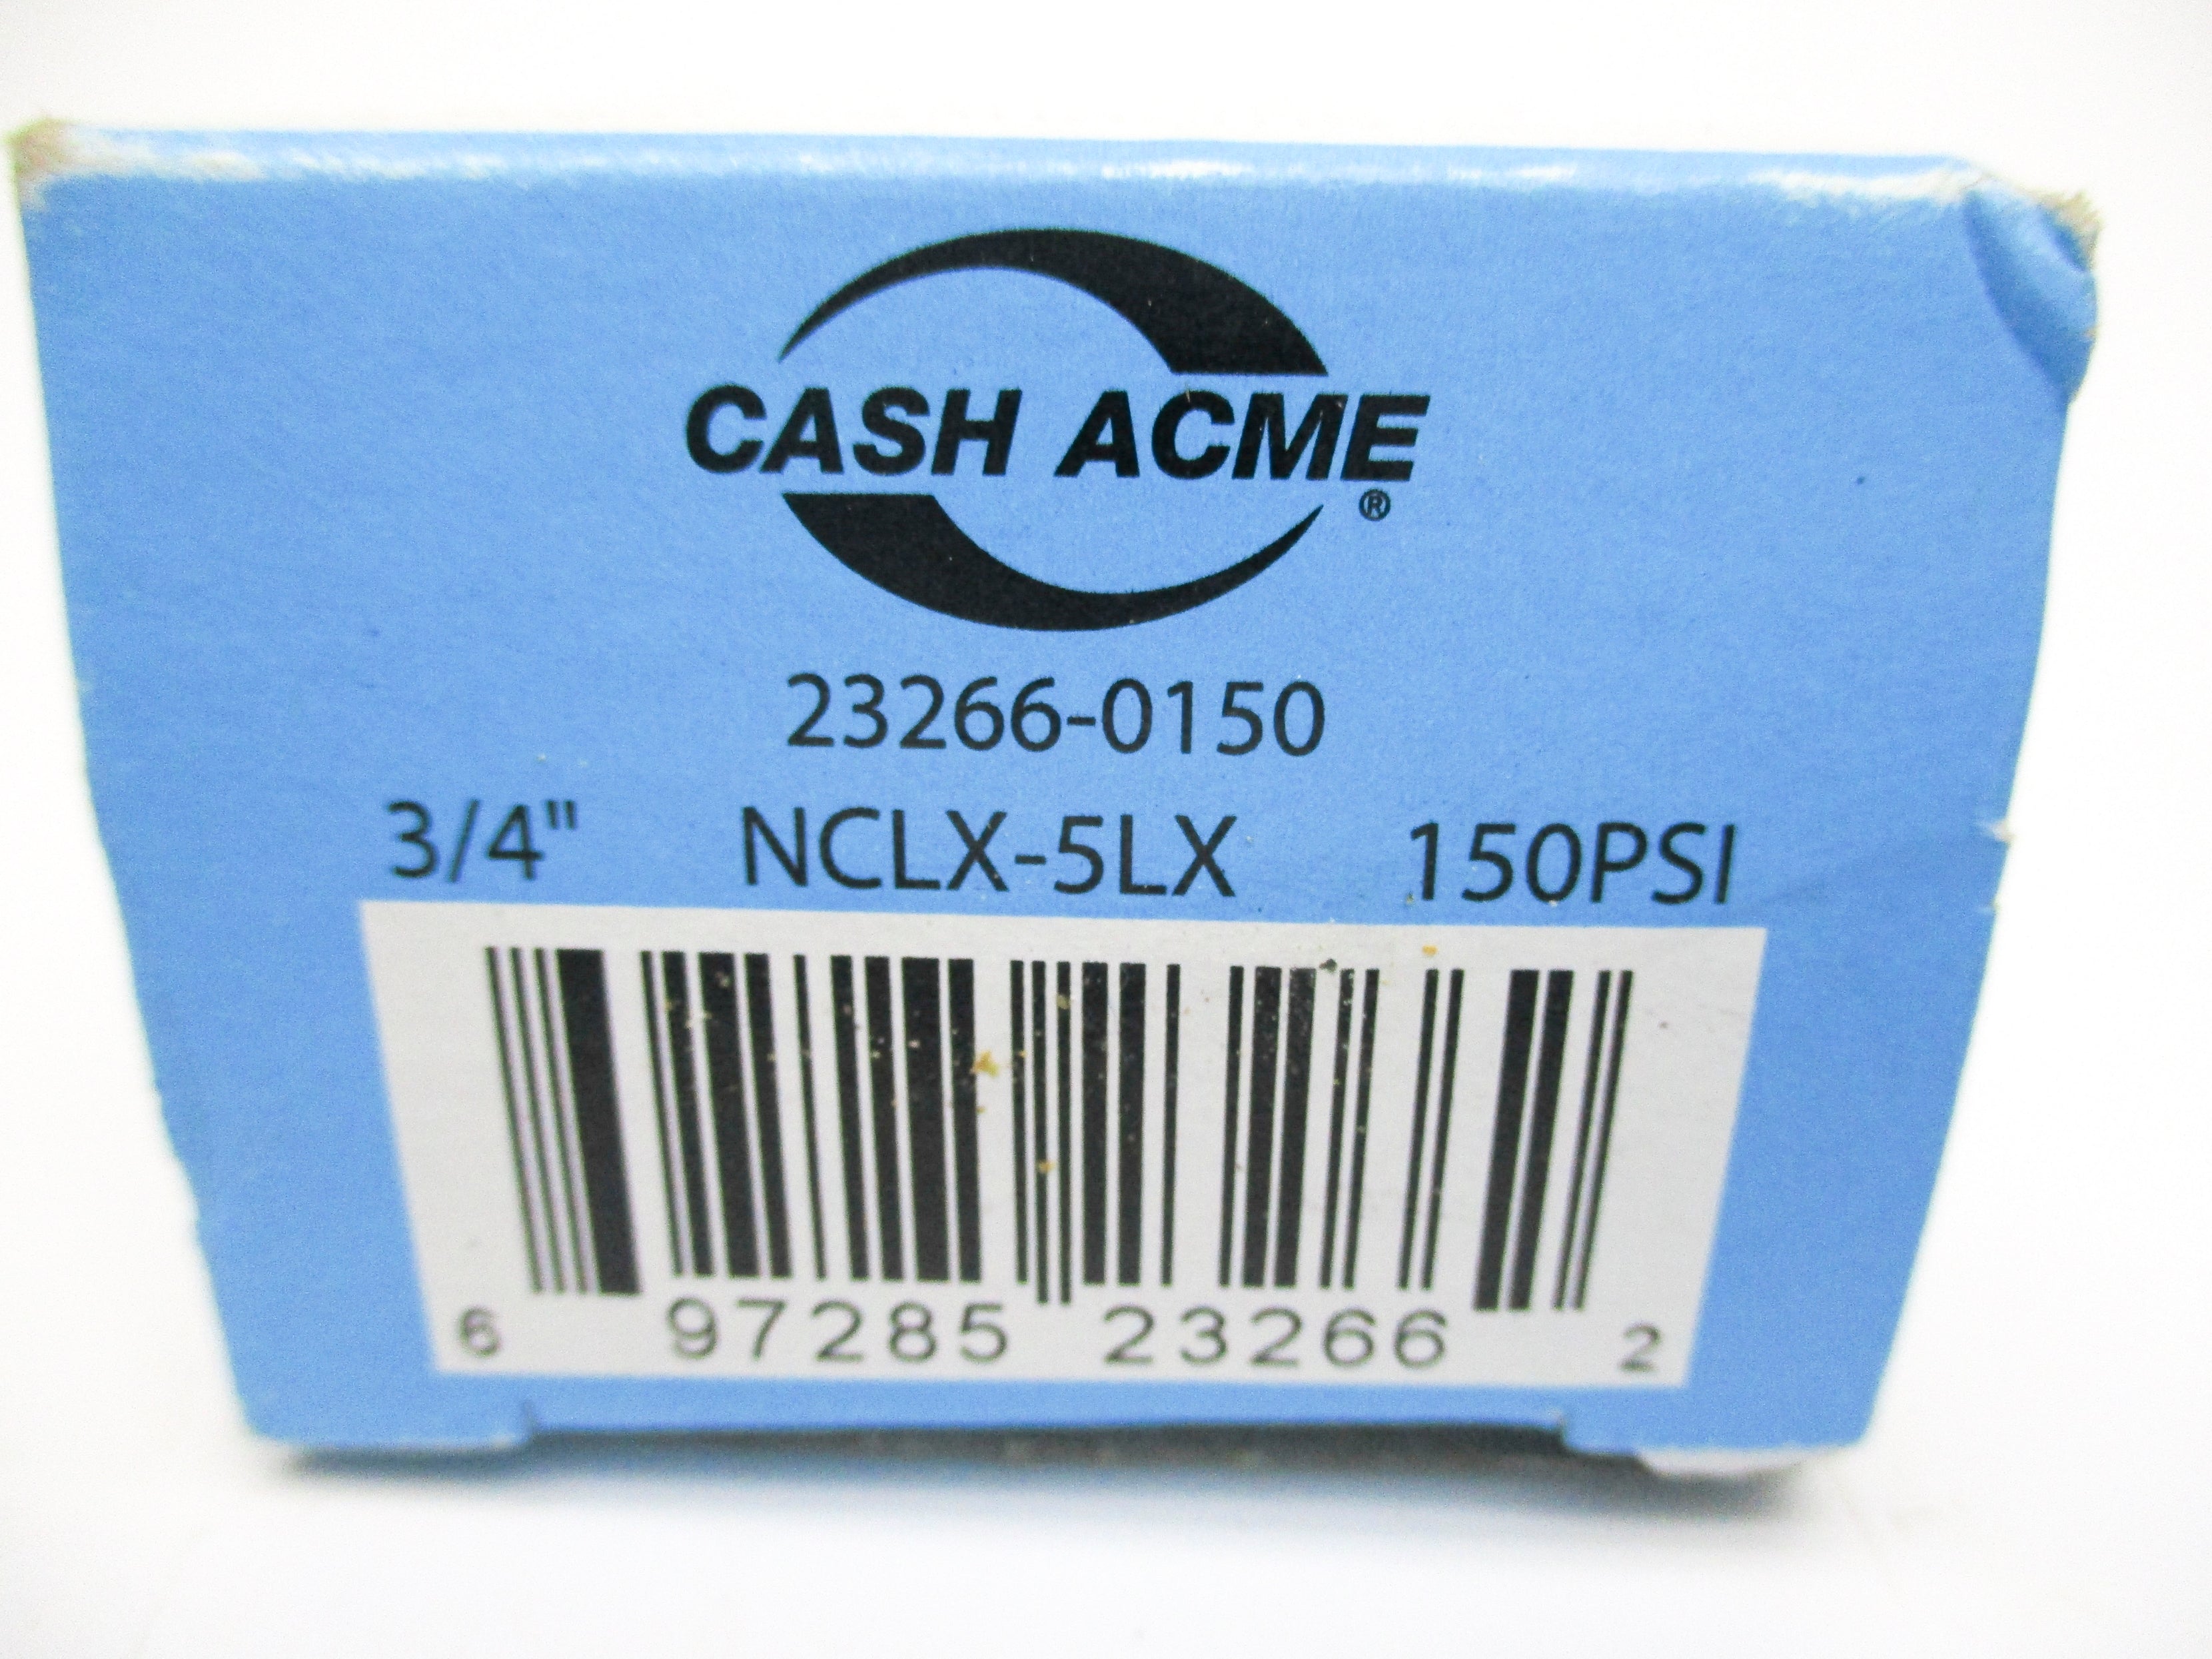 CASH ACME
®
23266-0150
3/4" NCLX-5LX 150PSI
6 97285 23266 2